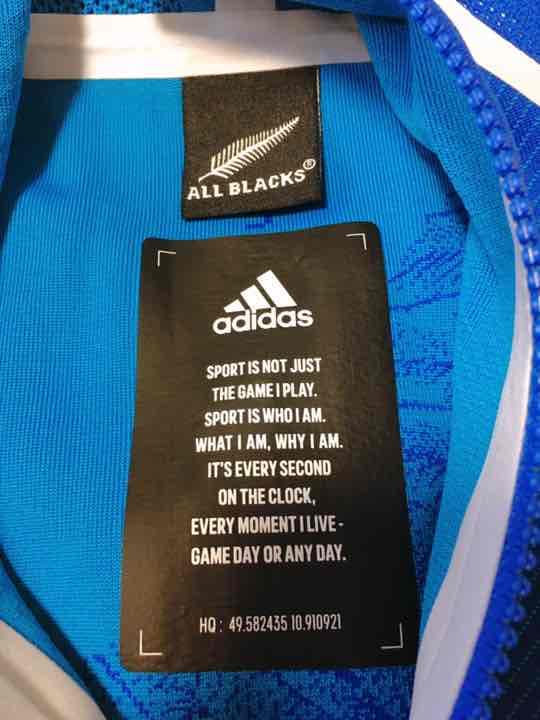 ALL BLACKS®
adidas
SPORT IS NOT JUST
THE GAME I PLAY.
SPORT IS WHO I AM.
WHAT I AM, WHY I AM.
IT'S EVERY SECOND
ON THE CLOCK,
EVERY MOMENT I LIVE -
GAME DAY OR ANY DAY.
HQ : 49.582435 10.910921